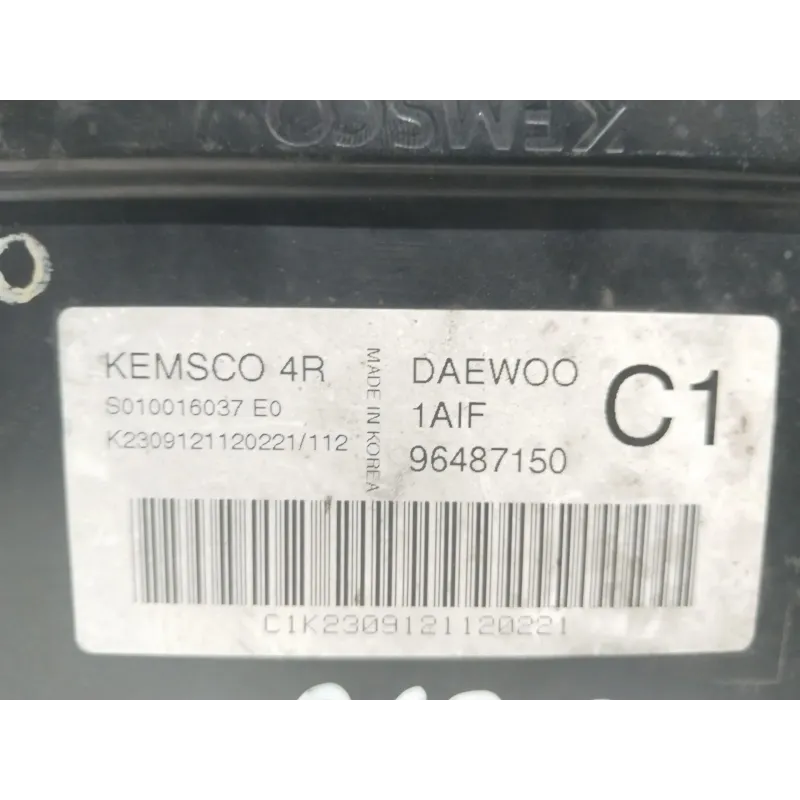 KEMSCO
KEMSCO 4R
S010016037 E0
K2309121120221/112
MADE IN KOREA
DAEWOO
1AIF
96487150
C1
C1K2309121120221